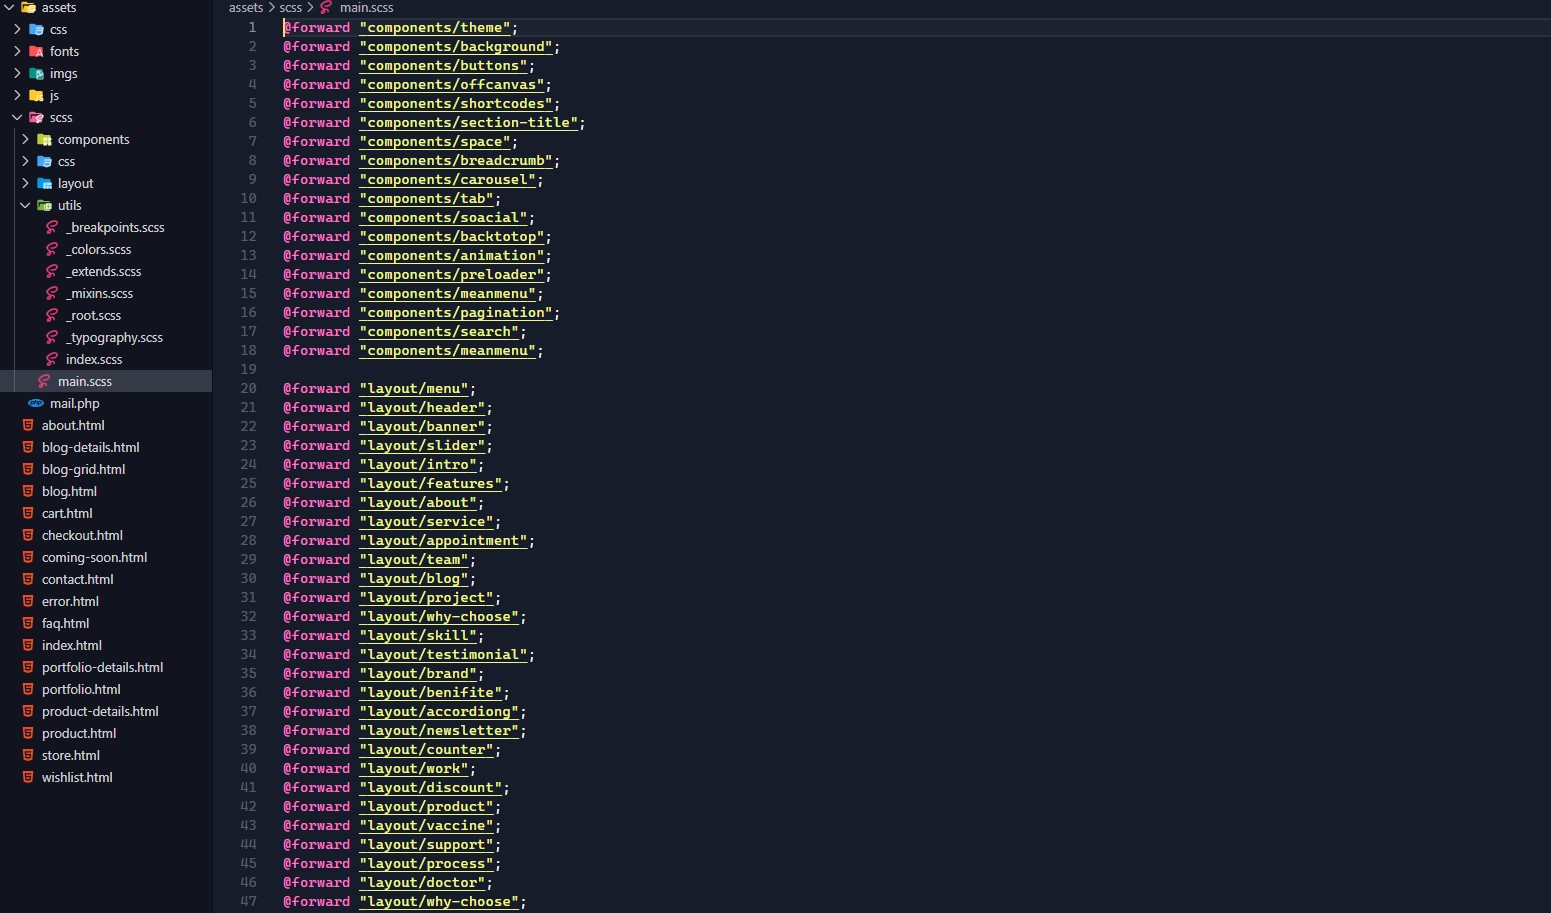 assets
css
fonts
imgs
js
scss
components
css
layout
utils
_breakpoints.scss
_colors.scss
_extends.scss
_mixins.scss
_root.scss
_typography.scss
index.scss
main.scss
php mail.php
about.html
blog-details.html
blog-grid.html
blog.html
cart.html
checkout.html
coming-soon.html
contact.html
error.html
faq.html
index.html
portfolio-details.html
portfolio.html
product-details.html
product.html
store.html
wishlist.html
assets > scss > main.scss
1 @forward "components/theme";
2 @forward "components/background";
3 @forward "components/buttons";
4 @forward "components/offcanvas";
5 @forward "components/shortcodes";
6 @forward "components/section-title";
7 @forward "components/space";
8 @forward "components/breadcrumb";
9 @forward "components/carousel";
10 @forward "components/tab";
11 @forward "components/soacial";
12 @forward "components/backtotop";
13 @forward "components/animation";
14 @forward "components/preloader";
15 @forward "components/meanmenu";
16 @forward "components/pagination";
17 @forward "components/search";
18 @forward "components/meanmenu";
19
20 @forward "layout/menu";
21 @forward "layout/header";
22 @forward "layout/banner";
23 @forward "layout/slider";
24 @forward "layout/intro";
25 @forward "layout/features";
26 @forward "layout/about";
27 @forward "layout/service";
28 @forward "layout/appointment";
29 @forward "layout/team";
30 @forward "layout/blog";
31 @forward "layout/project";
32 @forward "layout/why-choose";
33 @forward "layout/skill";
34 @forward "layout/testimonial";
35 @forward "layout/brand";
36 @forward "layout/benifite";
37 @forward "layout/accordiong";
38 @forward "layout/newsletter";
39 @forward "layout/counter";
40 @forward "layout/work";
41 @forward "layout/discount";
42 @forward "layout/product";
43 @forward "layout/vaccine";
44 @forward "layout/support";
45 @forward "layout/process";
46 @forward "layout/doctor";
47 @forward "layout/why-choose";